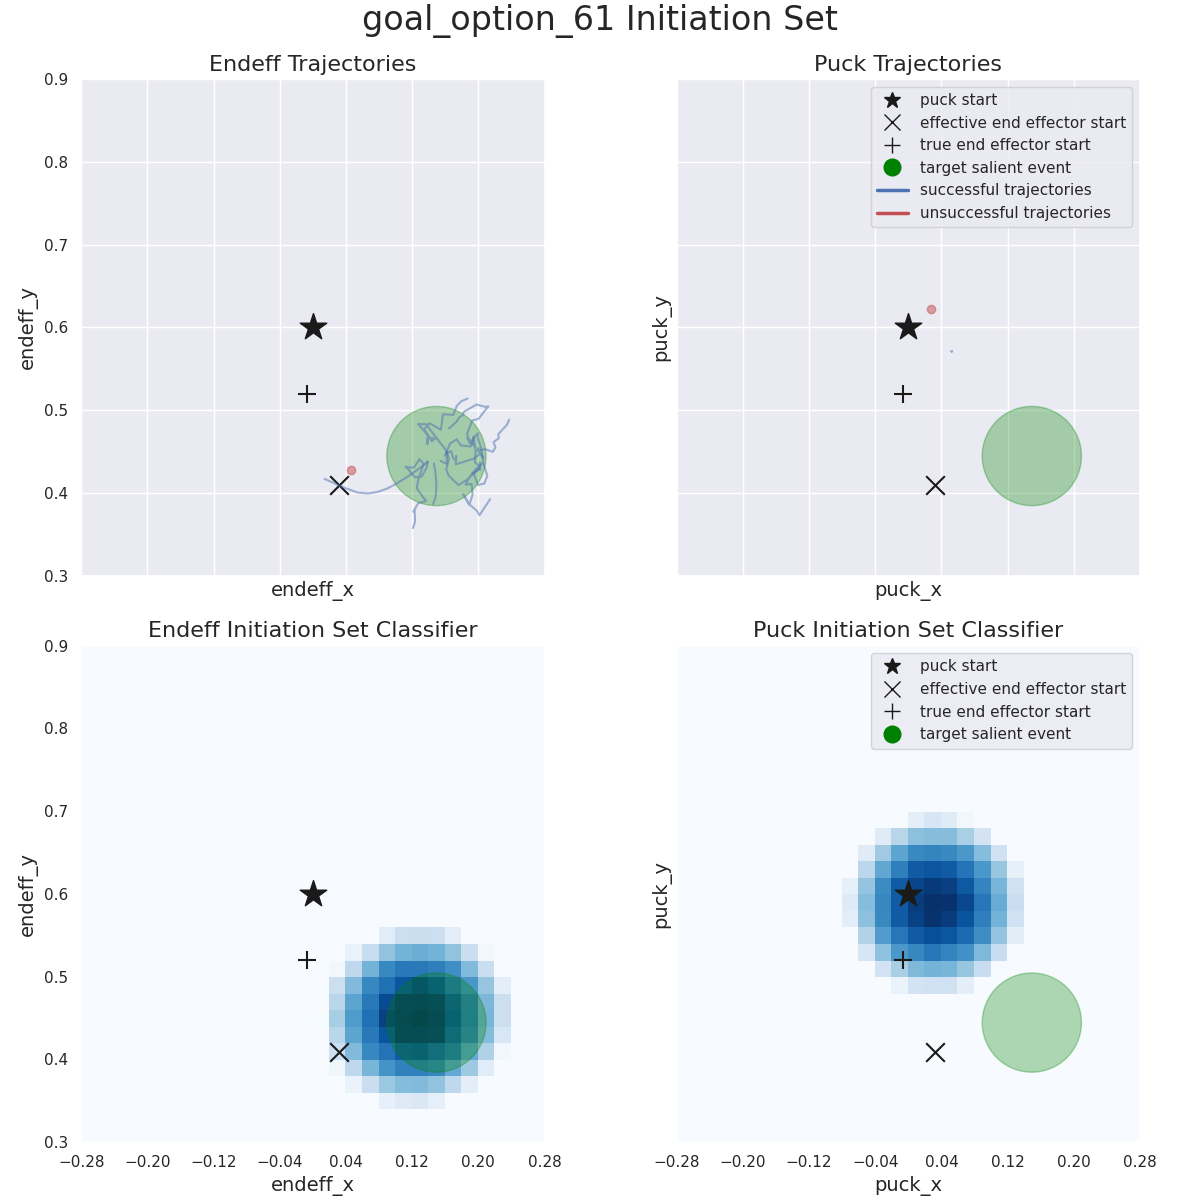 goal_option_61 Initiation Set
Endeff Trajectories
0.9
0.8
0.7
0.6
0.5
0.4
0.3
endeff_y
endeff_x
Puck Trajectories
puck start
effective end effector start
true end effector start
target salient event
successful trajectories
unsuccessful trajectories
puck_y
puck_x
Endeff Initiation Set Classifier
0.9
0.8
0.7
0.6
0.5
0.4
0.3
endeff_y
−0.28 −0.20 −0.12 −0.04 0.04 0.12 0.20 0.28
endeff_x
Puck Initiation Set Classifier
puck start
effective end effector start
true end effector start
target salient event
puck_y
−0.28 −0.20 −0.12 −0.04 0.04 0.12 0.20 0.28
puck_x